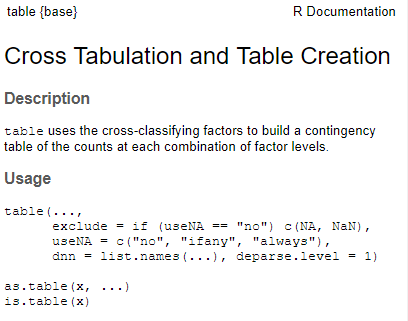 table {base} R Documentation
Cross Tabulation and Table Creation
Description
table uses the cross-classifying factors to build a contingency
table of the counts at each combination of factor levels.
Usage
table(...,
      exclude = if (useNA == "no") c(NA, NaN),
      useNA = c("no", "ifany", "always"),
      dnn = list.names(...), deparse.level = 1)
as.table(x, ...)
is.table(x)